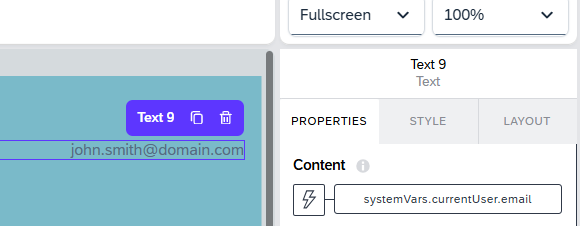 Fullscreen
100%
Text 9
Text
Text 9
PROPERTIES
STYLE
LAYOUT
john.smith@domain.com
Content
systemVars.currentUser.email